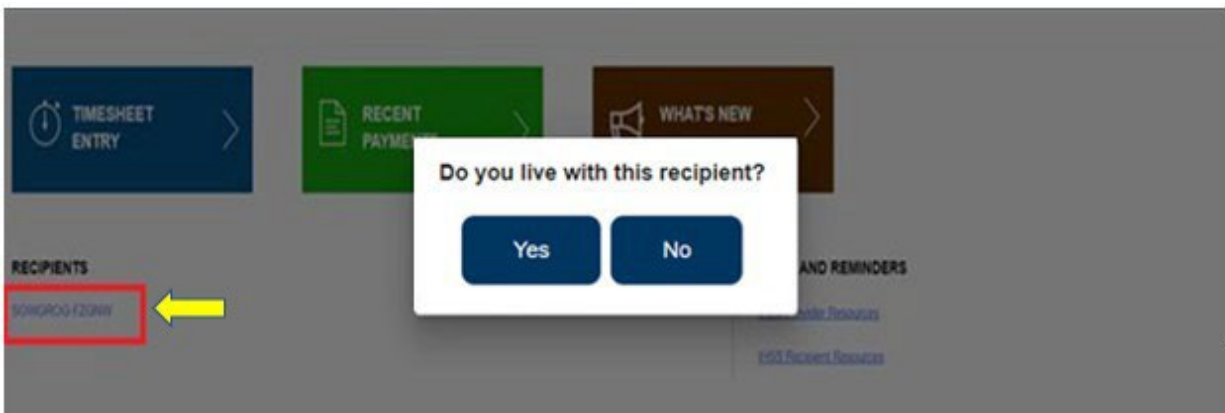 TIMESHEET
ENTRY
RECENT
WHAT'S NEW
Do you live with this recipient?
Yes No
RECIPIENTS
AND REMINDERS
Resources
IHSS Recipient Resources